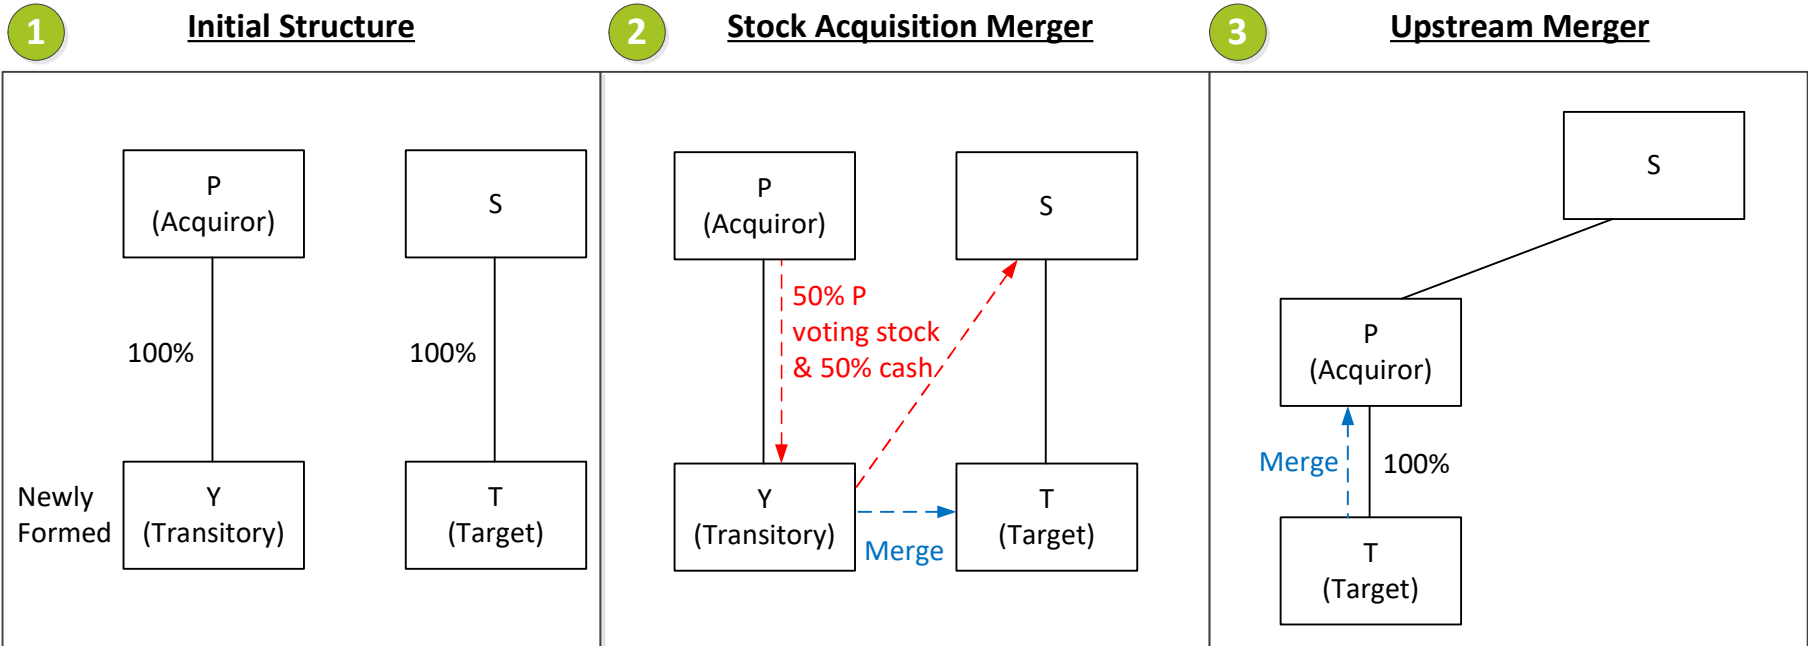 1
Initial Structure
2
Stock Acquisition Merger
3
Upstream Merger
P
(Acquiror)
S
100%
100%
Newly
Formed
Y
(Transitory)
T
(Target)
P
(Acquiror)
S
50% P
voting stock
& 50% cash
Y
(Transitory)
Merge
T
(Target)
S
P
(Acquiror)
Merge
100%
T
(Target)